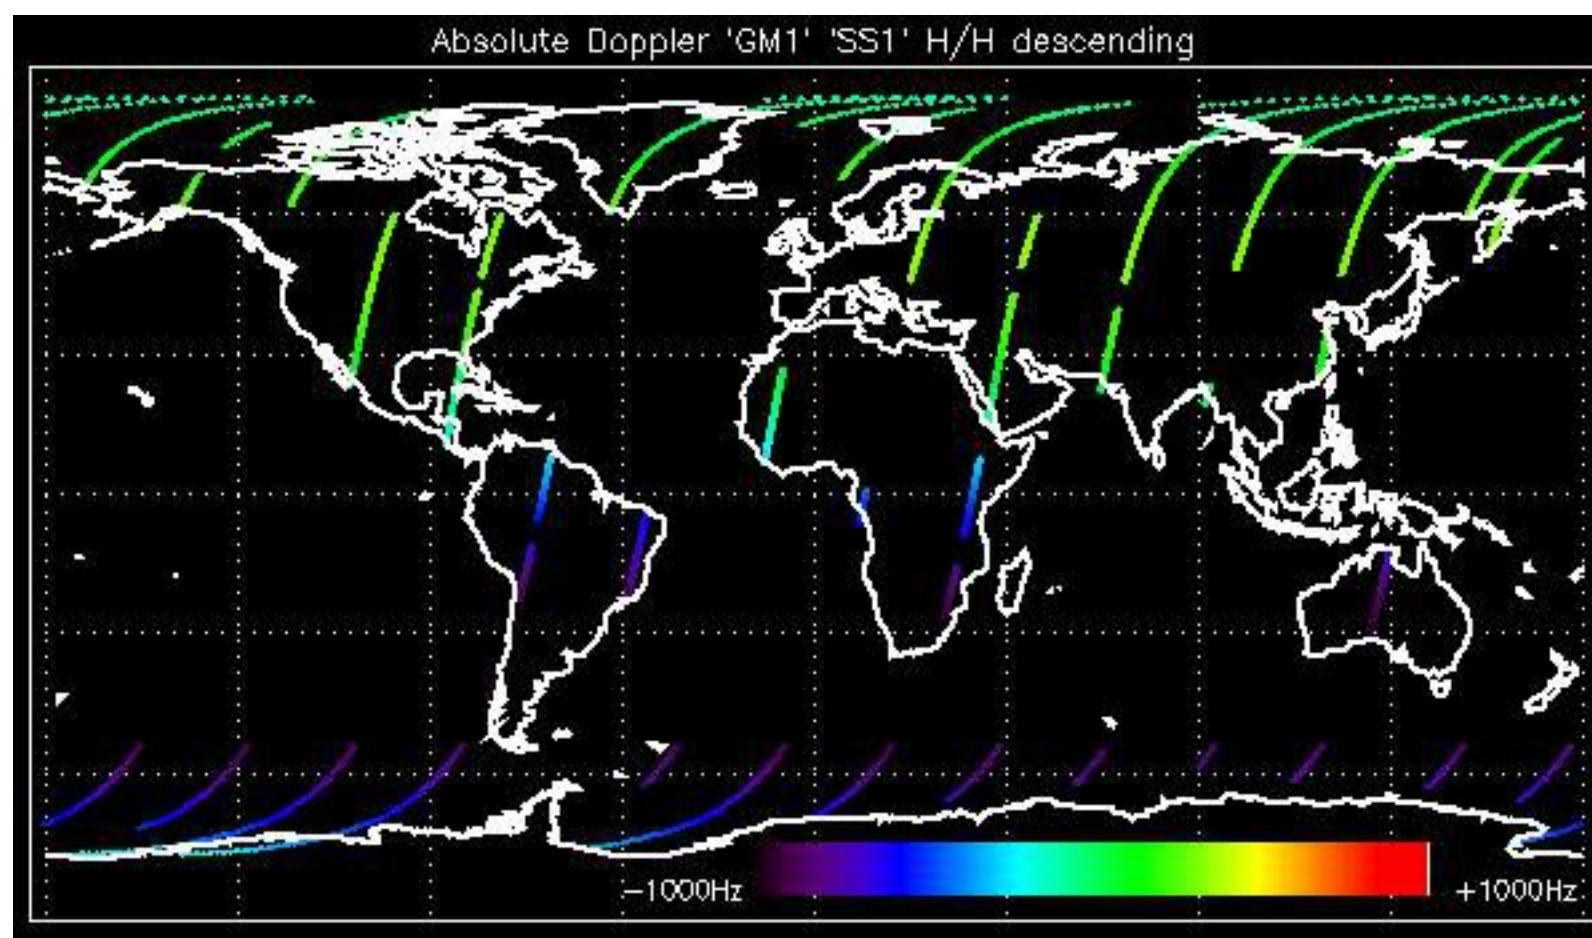 Absolute Doppler 'GM1' 'SS1' H/H descending
−1000Hz
+1000Hz